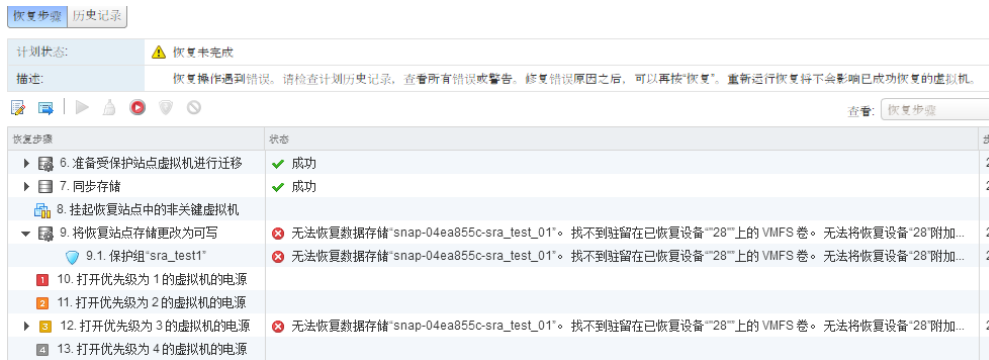 恢复步骤 历史记录
计划状态: 恢复未完成
描述: 恢复操作遇到错误。请检查计划历史记录，查看所有错误或警告。修复错误原因之后，可以再按“恢复”。重新运行恢复将不会影响已成功恢复的虚拟机。
查看: 恢复步骤
恢复步骤 状态
6. 准备受保护站点虚拟机进行迁移 成功
7. 同步存储 成功
8. 挂起恢复站点中的非关键虚拟机
9. 将恢复站点存储更改为可写 无法恢复数据存储“snap-04ea855c-sra_test_01”。找不到驻留在已恢复设备“"28"”上的 VMFS 卷。无法将恢复设备“28”附加...
9.1. 保护组“sra_test1” 无法恢复数据存储“snap-04ea855c-sra_test_01”。找不到驻留在已恢复设备“"28"”上的 VMFS 卷。无法将恢复设备“28”附加...
1 10. 打开优先级为 1 的虚拟机的电源
2 11. 打开优先级为 2 的虚拟机的电源
3 12. 打开优先级为 3 的虚拟机的电源 无法恢复数据存储“snap-04ea855c-sra_test_01”。找不到驻留在已恢复设备“"28"”上的 VMFS 卷。无法将恢复设备“28”附加...
4 13. 打开优先级为 4 的虚拟机的电源